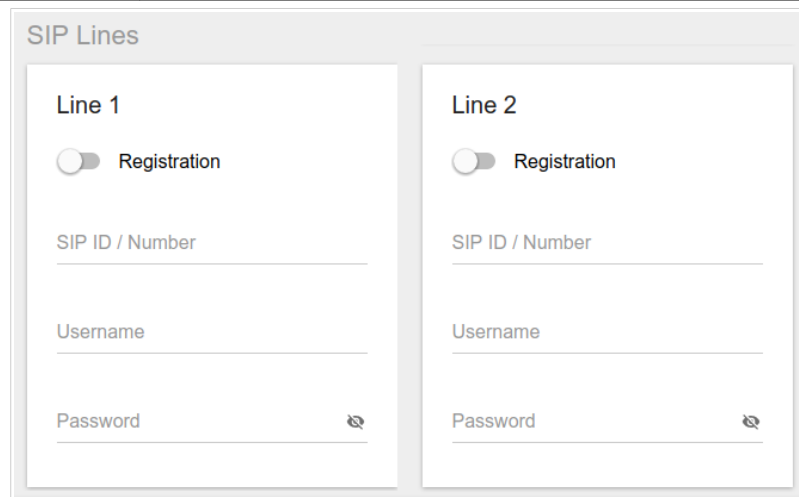 SIP Lines
Line 1
Registration
SIP ID / Number
Username
Password
Line 2
Registration
SIP ID / Number
Username
Password